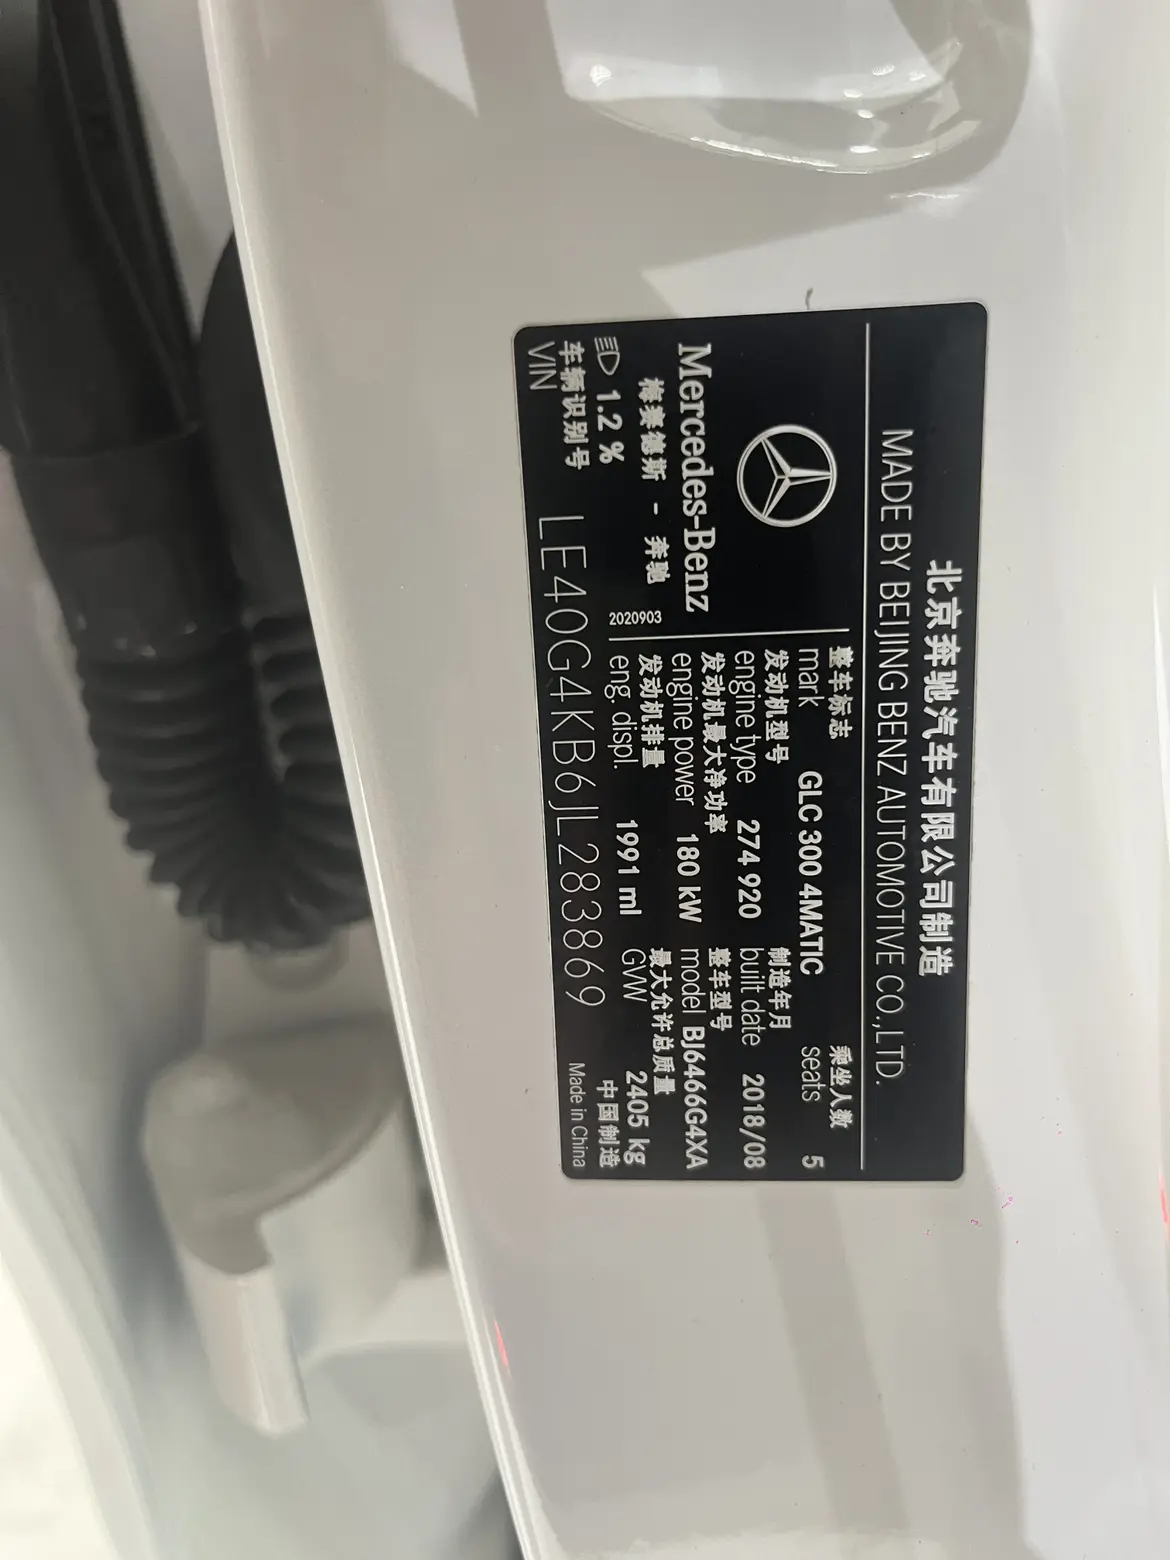 北京奔驰汽车有限公司制造
MADE BY BEIJING BENZ AUTOMOTIVE CO.,LTD.
整车标志
mark GLC 300 4MATIC
乘坐人数
seats 5
发动机型号
engine type 274 920
制造年月
built date 2018/08
发动机最大净功率
engine power 180 kW
整车型号
model BJ6466G4XA
发动机排量
eng. displ. 1991 ml
最大允许总质量
GVW 2405 kg
Mercedes-Benz
梅赛德斯 - 奔驰
2020903
1.2 %
中国制造
Made in China
车辆识别号
VIN LE40G4KB6JL283869